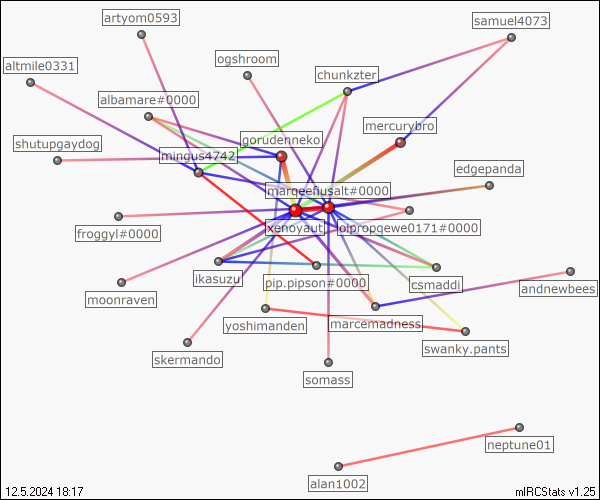 artyom0593
samuel4073
ogshroom
altmile0331
chunkzter
albamare#0000
mercurybro
gorudenneko
shutupgaydog
mingus4742
edgepanda
margeehusalt#0000
xenoyaut
lolpropqewe0171#0000
froggyl#0000
ikasuzu
pip.pipson#0000
csmaddi
andnewbees
moonraven
yoshimanden
marcemadness
swanky.pants
skermando
somass
neptune01
alan1002
12.5.2024 18:17
mIRCStats v1.25